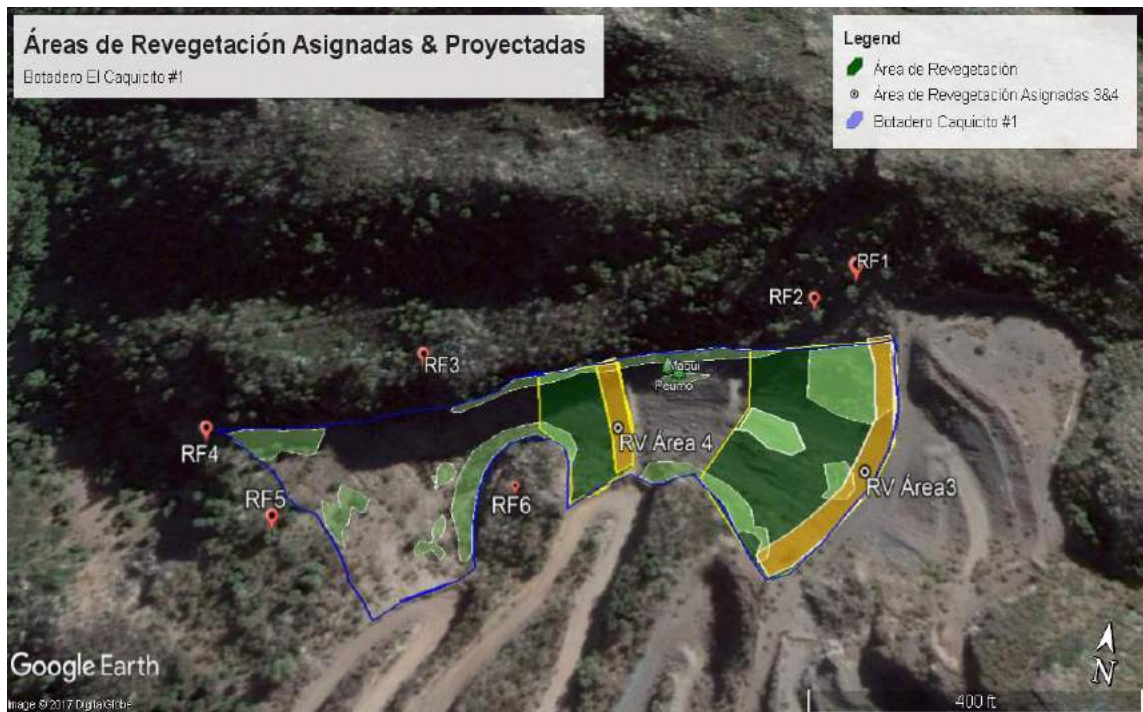 Áreas de Revegetación Asignadas & Proyectadas
Botadero El Caquicito #1
Legend
Área de Revegetación
Área de Revegetación Asignadas 3&4
Botadero Caquicito #1
RF1
RF2
RF3
Maqui
Peumo
RF4
RV Área 4
RV Área3
RF5
RF6
N
Google Earth
Image © 2017 DigitalGlobe
400 ft